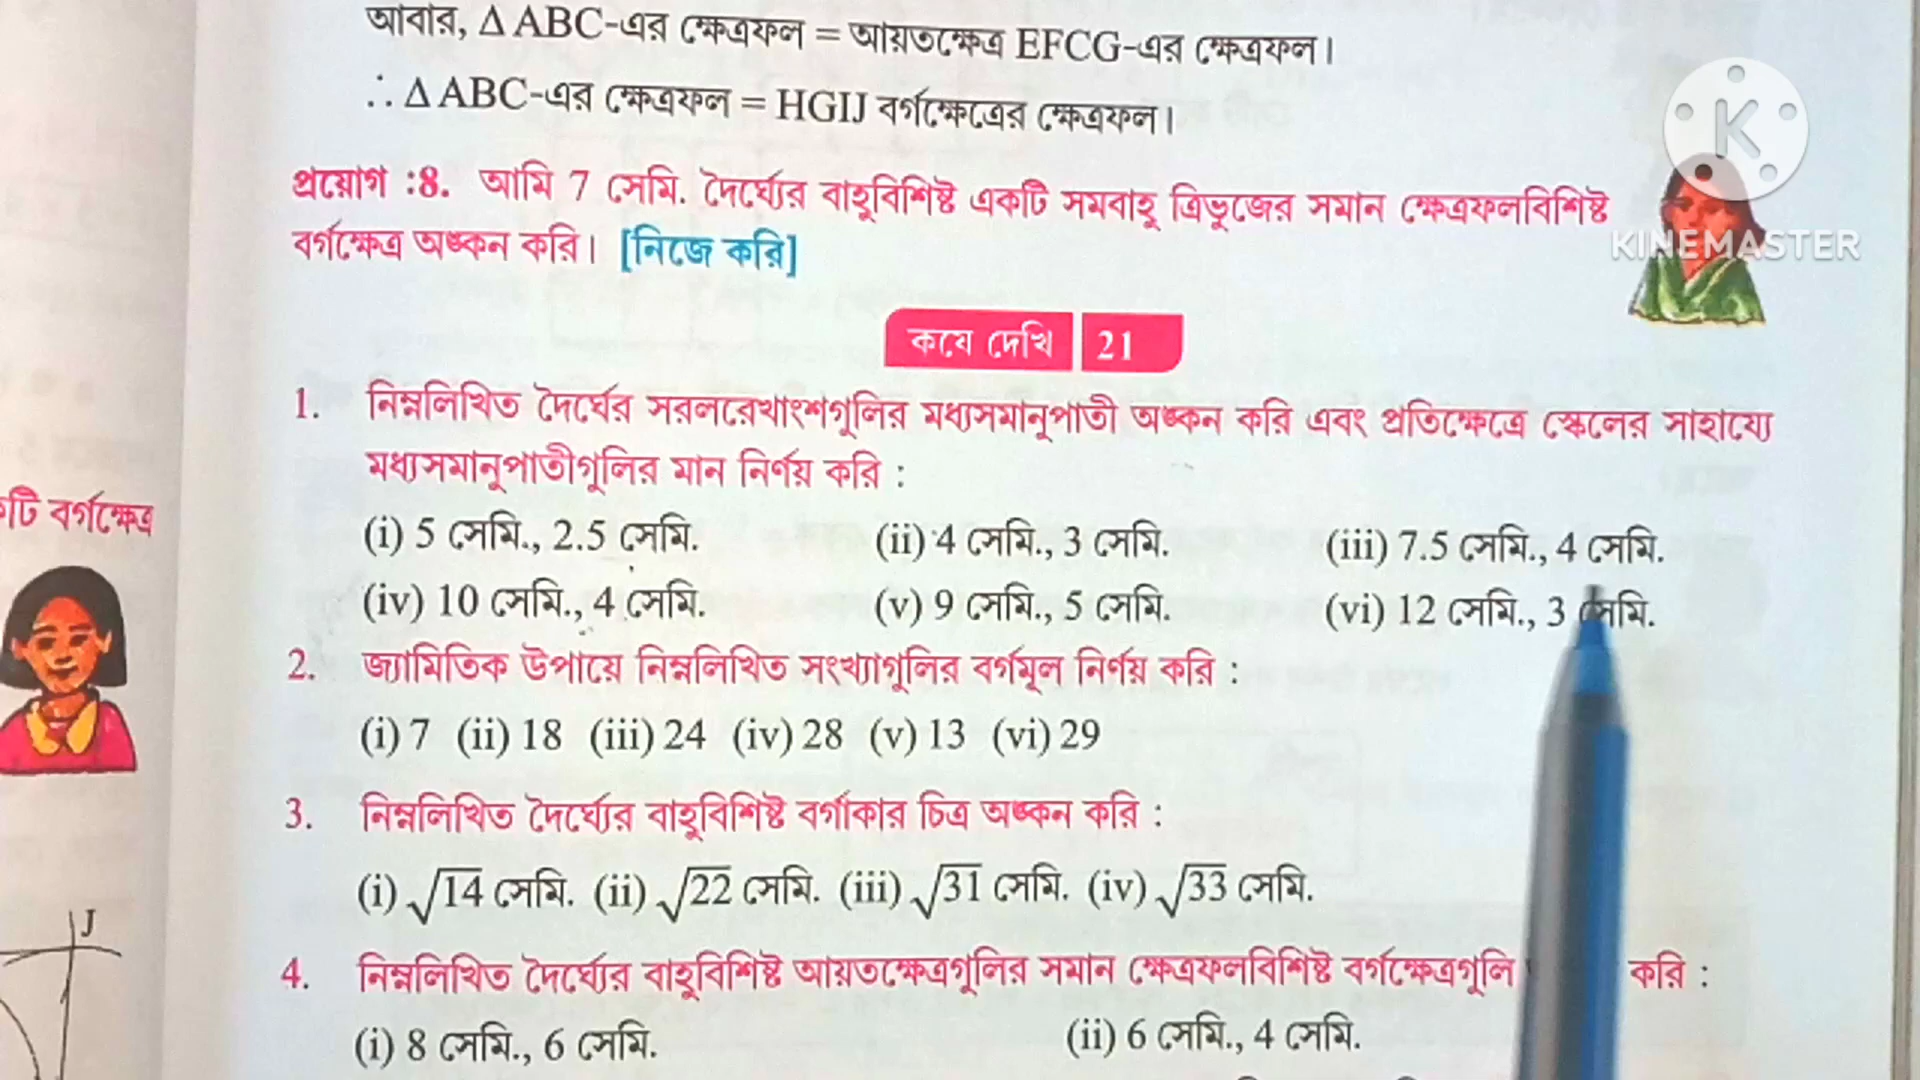 আবার, Δ ABC-এর ক্ষেত্রফল = আয়তক্ষেত্র EFCG-এর ক্ষেত্রফল।
∴ Δ ABC-এর ক্ষেত্রফল = HGIJ বর্গক্ষেত্রের ক্ষেত্রফল।
প্রয়োগ :8. আমি 7 সেমি. দৈর্ঘ্যের বাহুবিশিষ্ট একটি সমবাহু ত্রিভুজের সমান ক্ষেত্রফলবিশিষ্ট
বর্গক্ষেত্র অঙ্কন করি। [নিজে করি]
KINEMASTER
কষে দেখি 21
1. নিম্নলিখিত দৈর্ঘের সরলরেখাংশগুলির মধ্যসমানুপাতী অঙ্কন করি এবং প্রতিক্ষেত্রে স্কেলের সাহায্যে
মধ্যসমানুপাতীগুলির মান নির্ণয় করি :
(i) 5 সেমি., 2.5 সেমি. (ii) 4 সেমি., 3 সেমি. (iii) 7.5 সেমি., 4 সেমি.
(iv) 10 সেমি., 4 সেমি. (v) 9 সেমি., 5 সেমি. (vi) 12 সেমি., 3 সেমি.
2. জ্যামিতিক উপায়ে নিম্নলিখিত সংখ্যাগুলির বর্গমূল নির্ণয় করি :
(i) 7 (ii) 18 (iii) 24 (iv) 28 (v) 13 (vi) 29
3. নিম্নলিখিত দৈর্ঘ্যের বাহুবিশিষ্ট বর্গাকার চিত্র অঙ্কন করি :
(i) √14 সেমি. (ii) √22 সেমি. (iii) √31 সেমি. (iv) √33 সেমি.
4. নিম্নলিখিত দৈর্ঘ্যের বাহুবিশিষ্ট আয়তক্ষেত্রগুলির সমান ক্ষেত্রফলবিশিষ্ট বর্গক্ষেত্রগুলি করি :
(i) 8 সেমি., 6 সেমি. (ii) 6 সেমি., 4 সেমি.
বর্গক্ষেত্র
J